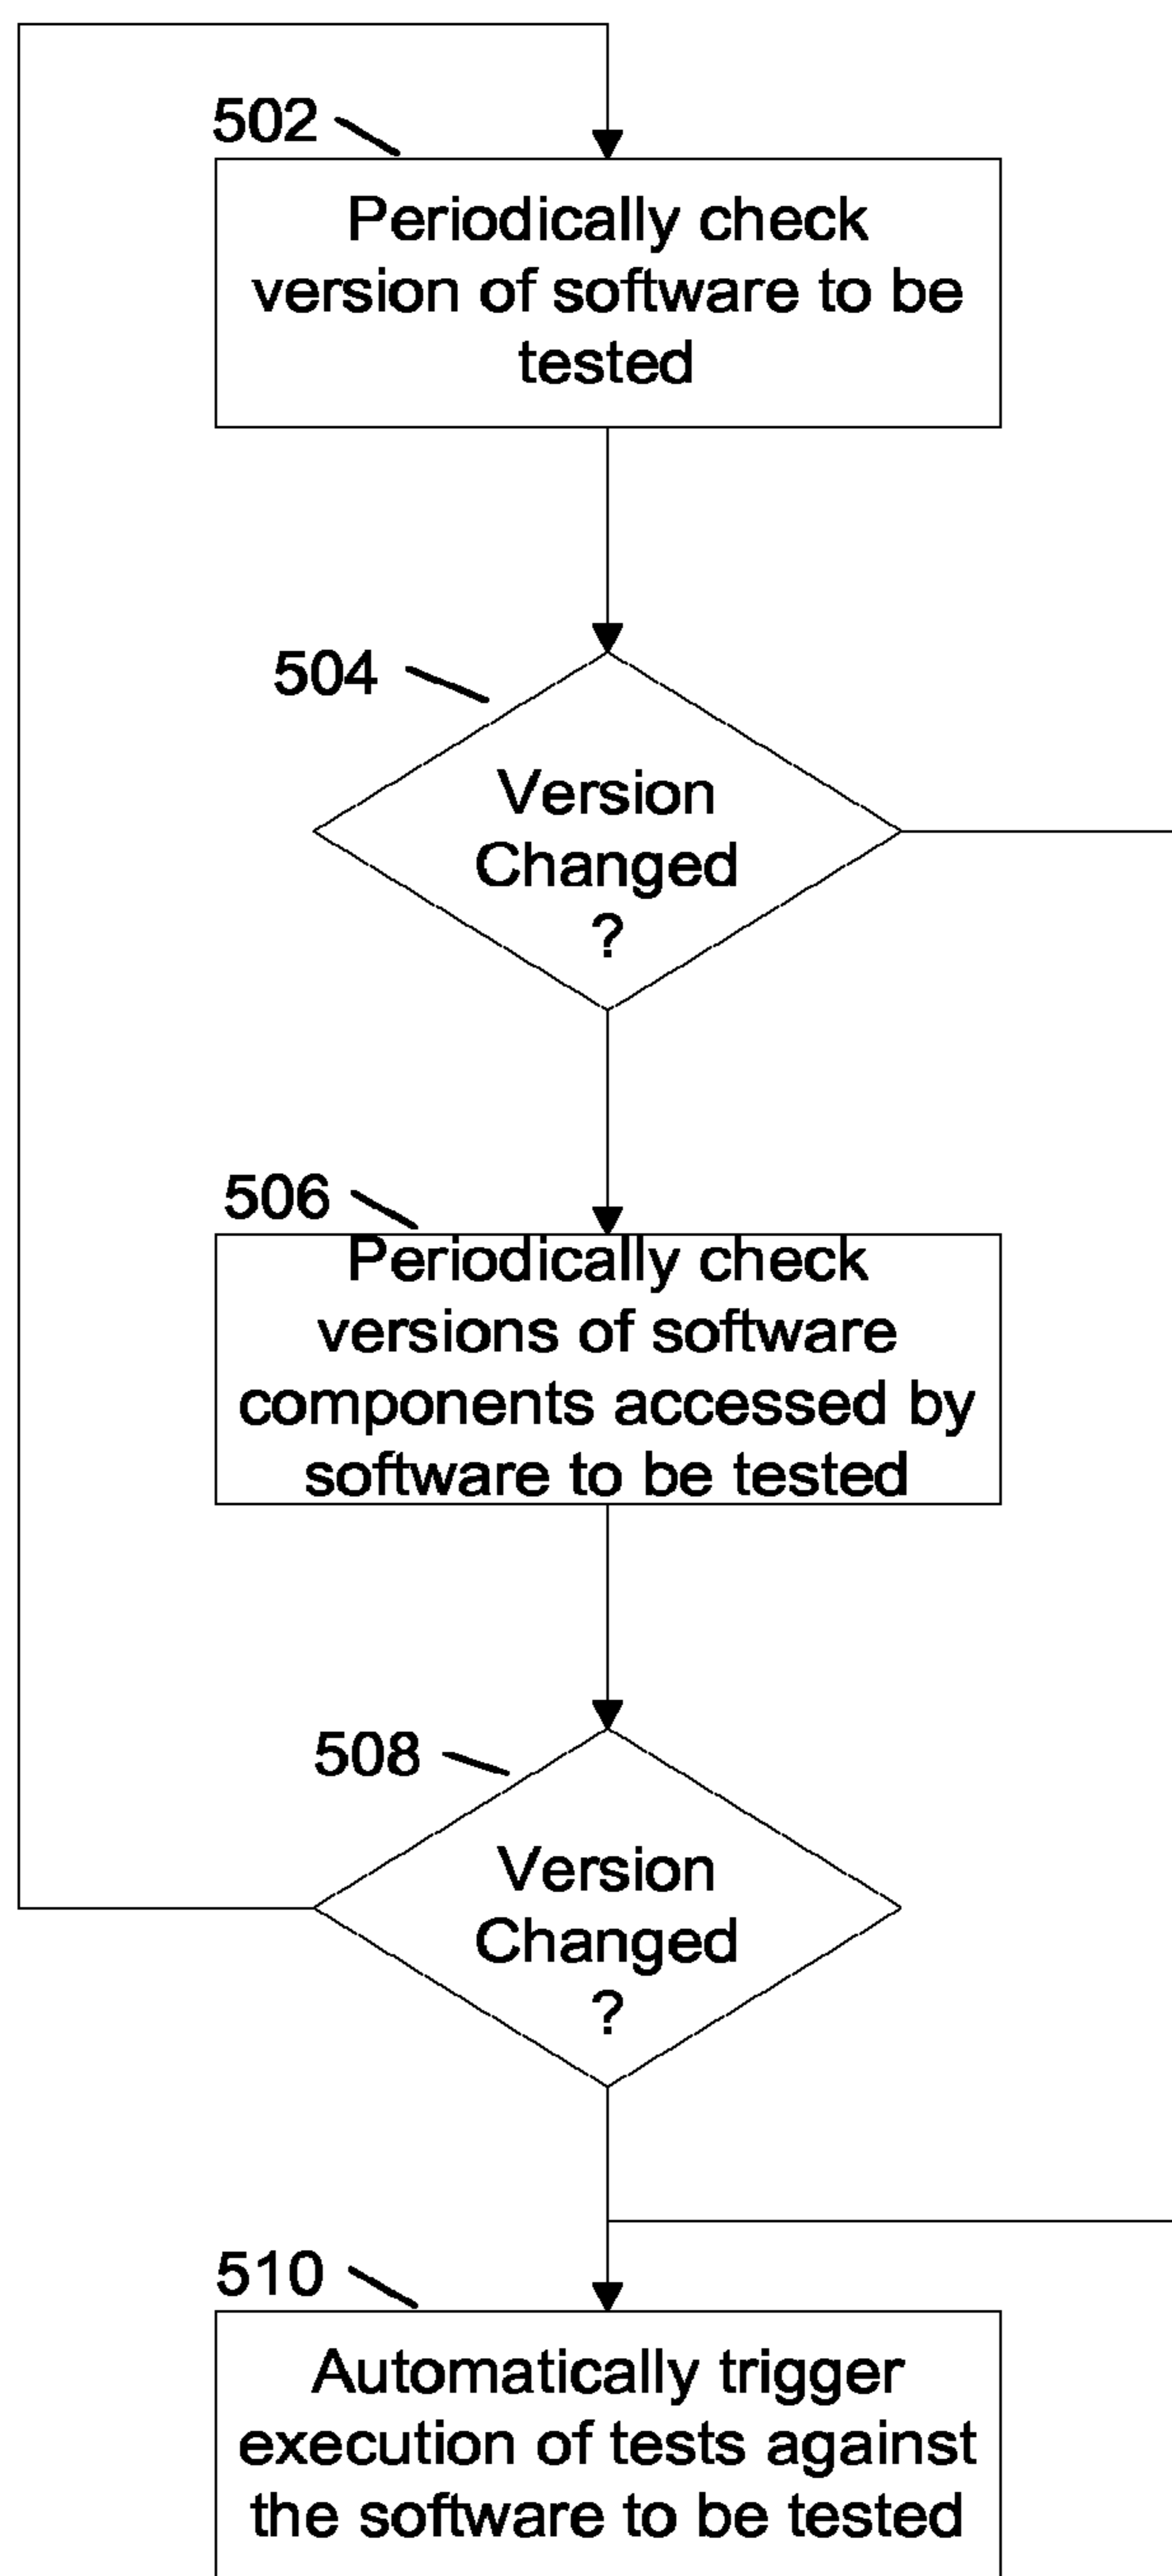 502
Periodically check
version of software to be
tested
504
Version
Changed
?
506
Periodically check
versions of software
components accessed by
software to be tested
508
Version
Changed
?
510
Automatically trigger
execution of tests against
the software to be tested